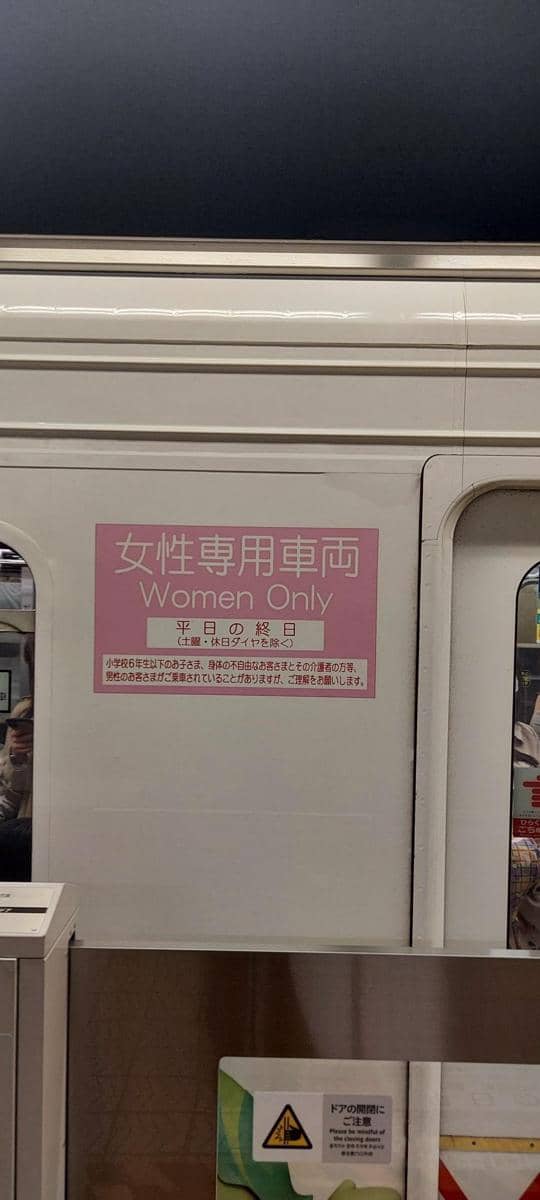 女性専用車両
Women Only
平日の終日
(土曜・休日ダイヤを除く)
小学校6年生以下のお子さま、身体の不自由なお客さまとその介護者の方等、
男性のお客さまがご乗車されていることがありますが、ご理解をお願いします。
ひらく
ドアの開閉に
ご注意
Please be mindful of
the closing doors